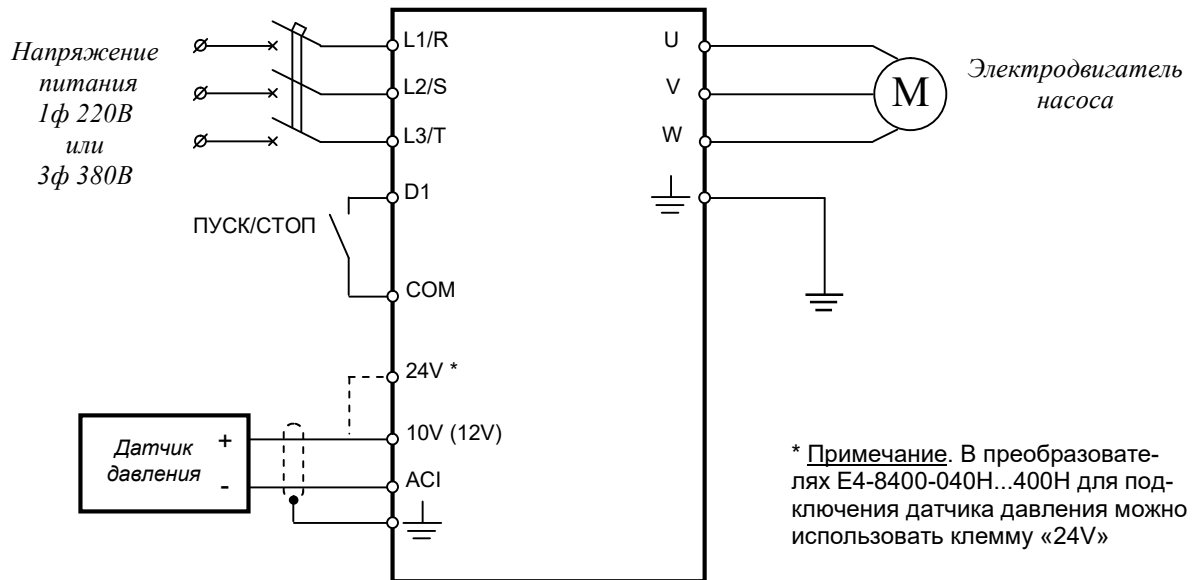 Напряжение
питания
1ф 220В
или
3ф 380В
L1/R
L2/S
L3/T
D1
ПУСК/СТОП
COM
24V *
10V (12V)
ACI
Датчик
давления
+
-
U
V
W
M
Электродвигатель
насоса
* Примечание. В преобразовате-
лях E4-8400-040H...400H для под-
ключения датчика давления можно
использовать клемму «24V»